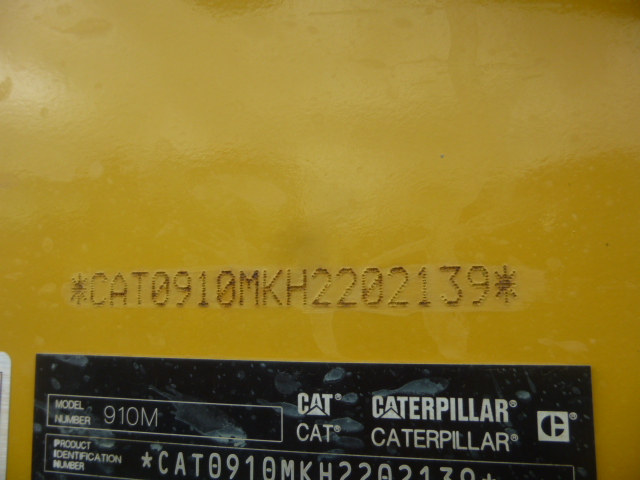 *CAT0910MKH2202139*
MODEL NUMBER 910M
CAT® CATERPILLAR®
CAT® CATERPILLAR®
PRODUCT IDENTIFICATION NUMBER *CAT0910MKH2202139*